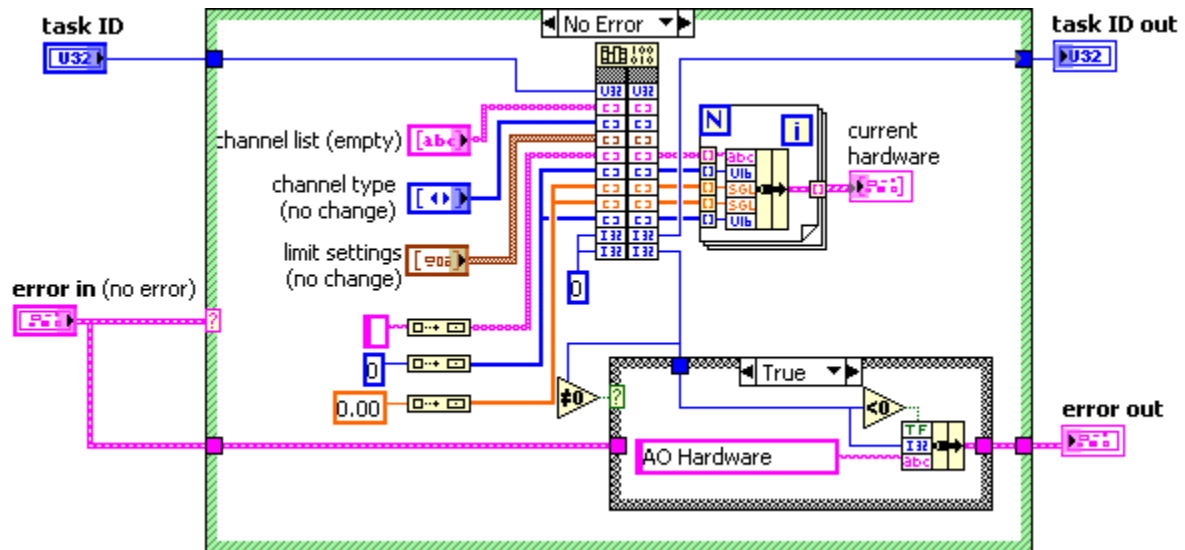 No Error
task ID
task ID out
U32
U32
U32 U32
channel list (empty)
[abc]
N
i
current
hardware
channel type
(no change)
abc
U16
SGL
SGL
U16
limit settings
(no change)
I32 I32
I32 I32
error in (no error)
?
0
0
0.00
≠0
?
True
<0
error out
TF
I32
abc
AO Hardware